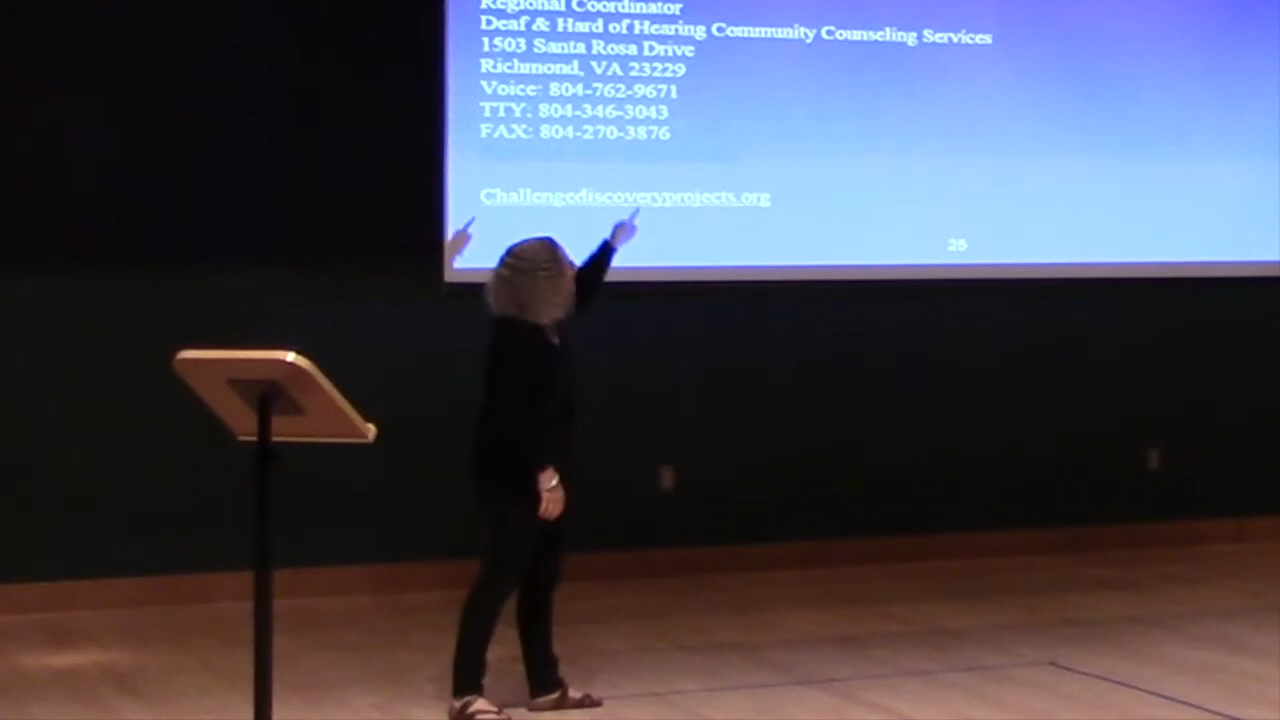 Regional Coordinator
Deaf & Hard of Hearing Community Counseling Services
1503 Santa Rosa Drive
Richmond, VA 23229
Voice: 804-762-9671
TTY: 804-346-3043
FAX: 804-270-3876
Challengediscoveryprojects.org
25